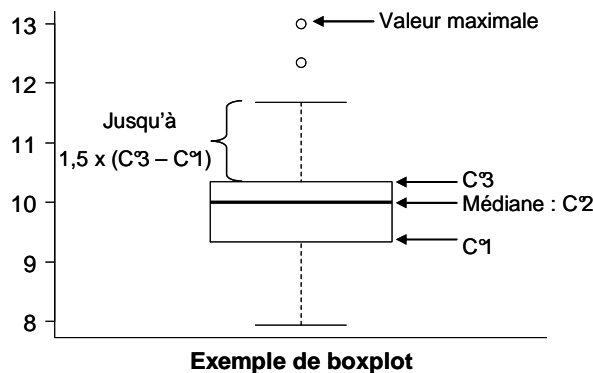 13
Valeur maximale
12
Jusqu'à
11
1,5 x (C°3 – C°1)
C°3
10
Médiane : C°2
9
C°1
8
Exemple de boxplot